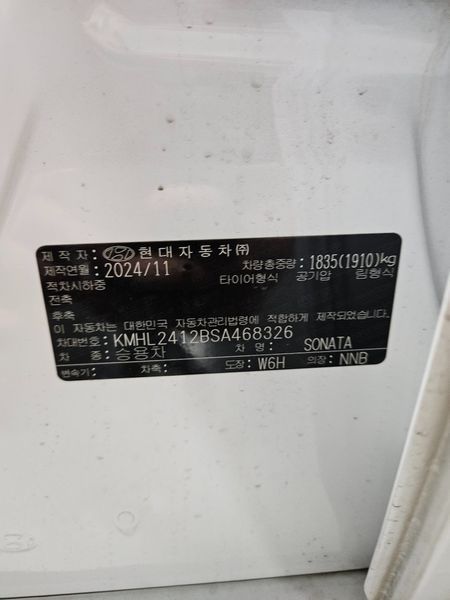 제 작 자: 현대자동차㈜
제작연월: 2024/11 차량총중량: 1835(1910)kg
적차시하중 타이어형식 공기압 림형식
전축
후축
이 자동차는 대한민국 자동차관리법령에 적합하게 제작되었습니다.
차대번호: KMHL2412BSA468326
차 종: 승용차 SONATA
변속기: 차축: 도장: W6H 의장: NNB